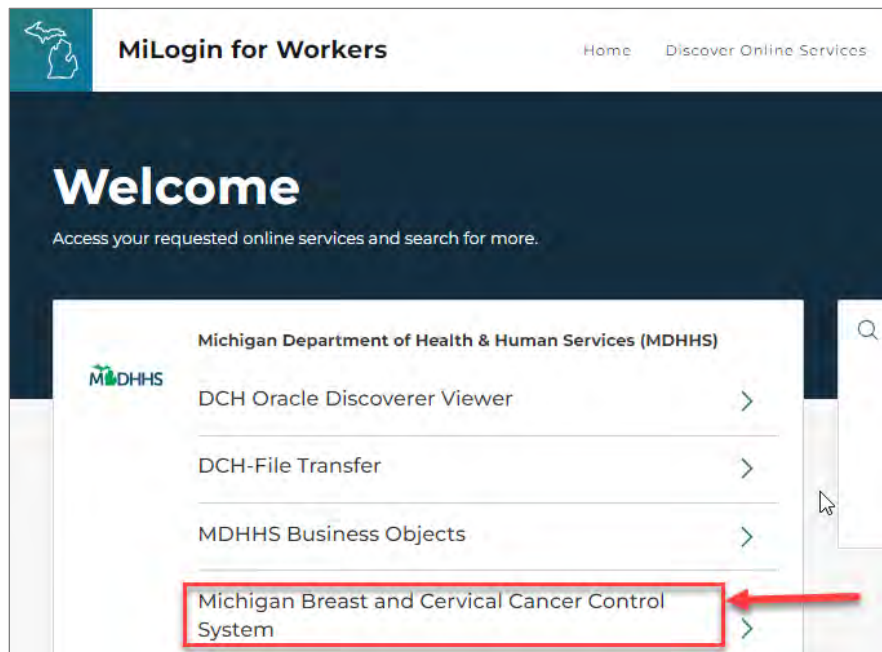 MiLogin for Workers
Home
Discover Online Services
Welcome
Access your requested online services and search for more.
Michigan Department of Health & Human Services (MDHHS)
MDHHS
DCH Oracle Discoverer Viewer
DCH-File Transfer
MDHHS Business Objects
Michigan Breast and Cervical Cancer Control
System